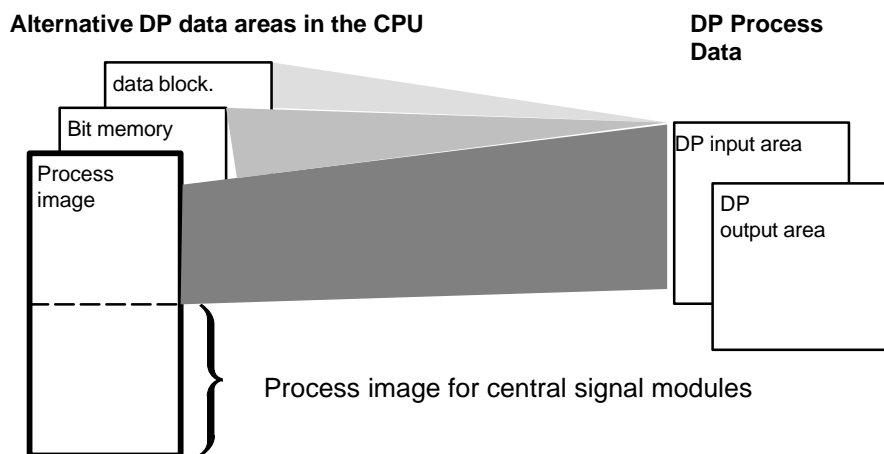 Alternative DP data areas in the CPU
DP Process
Data
data block.
Bit memory
Process
image
DP input area
DP
output area
Process image for central signal modules